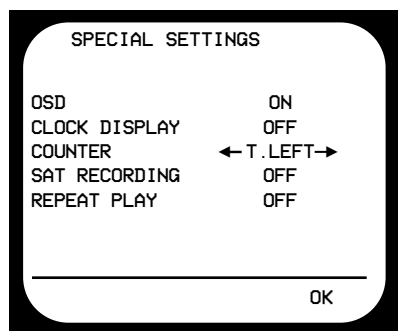 SPECIAL SETTINGS
OSD ON
CLOCK DISPLAY OFF
COUNTER ←T.LEFT→
SAT RECORDING OFF
REPEAT PLAY OFF
OK